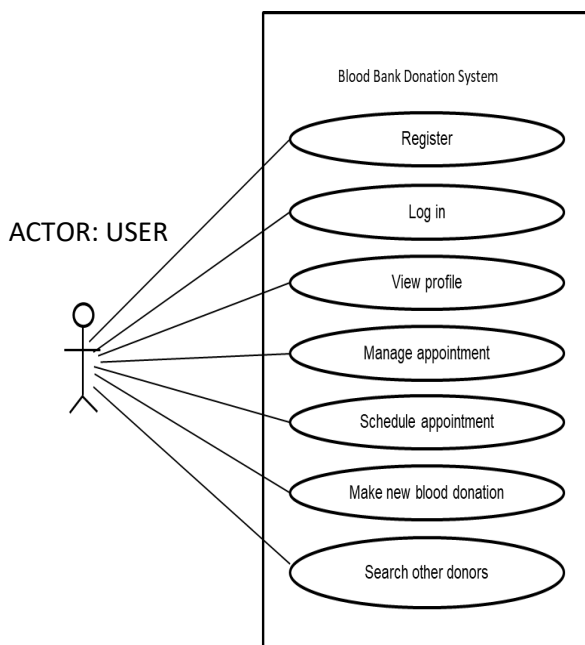 Blood Bank Donation System
Register
Log in
ACTOR: USER
View profile
Manage appointment
Schedule appointment
Make new blood donation
Search other donors